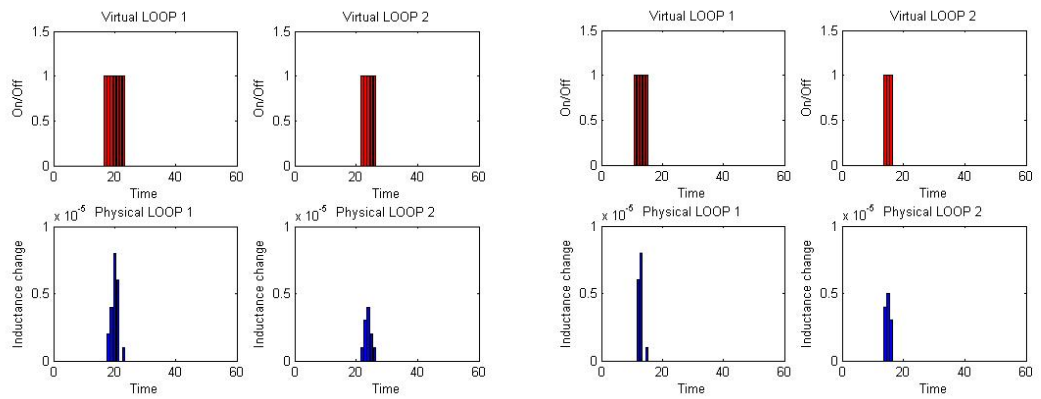 Virtual LOOP 1
1.5
1
0.5
0
On/Off
0 20 40 60
Time
Virtual LOOP 2
1.5
1
0.5
0
On/Off
0 20 40 60
Time
Virtual LOOP 1
1.5
1
0.5
0
On/Off
0 20 40 60
Time
Virtual LOOP 2
1.5
1
0.5
0
On/Off
0 20 40 60
Time
x 10-5 Physical LOOP 1
1
0.5
0
Inductance change
0 20 40 60
Time
x 10-5 Physical LOOP 2
1
0.5
0
Inductance change
0 20 40 60
Time
x 10-5 Physical LOOP 1
1
0.5
0
Inductance change
0 20 40 60
Time
x 10-5 Physical LOOP 2
1
0.5
0
Inductance change
0 20 40 60
Time